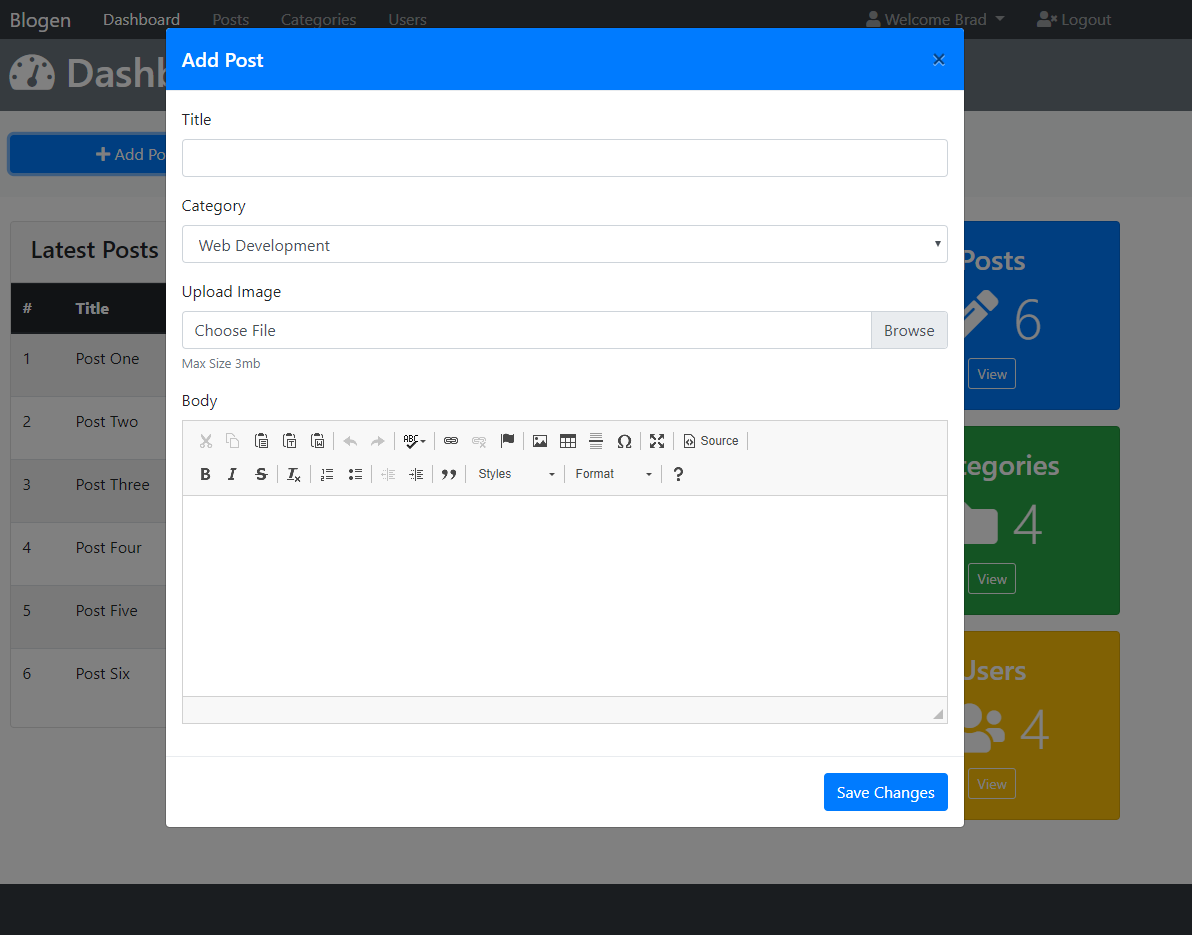 Blogen Dashboard Posts Categories Users Welcome Brad Logout
Add Post ×
Dashb
Title
Add Po
Category
Web Development
Latest Posts
Posts
Upload Image
# Title
6
Choose File Browse
1 Post One
Max Size 3mb
View
Body
2 Post Two
ABC Ω Source
tegories
B I S Tx Styles Format ?
3 Post Three
4
4 Post Four
View
5 Post Five
6 Post Six
Users
4
View
Save Changes